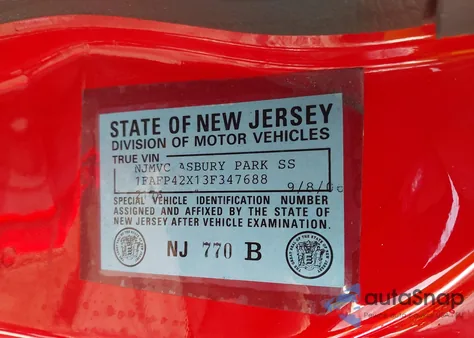 STATE OF NEW JERSEY
DIVISION OF MOTOR VEHICLES
TRUE VIN
NJMVC ASBURY PARK SS
1FAFP42X13F347688
SPECIAL VEHICLE IDENTIFICATION NUMBER
ASSIGNED AND AFFIXED BY THE STATE OF
NEW JERSEY AFTER VEHICLE EXAMINATION.
NJ 770 B
autoSnap